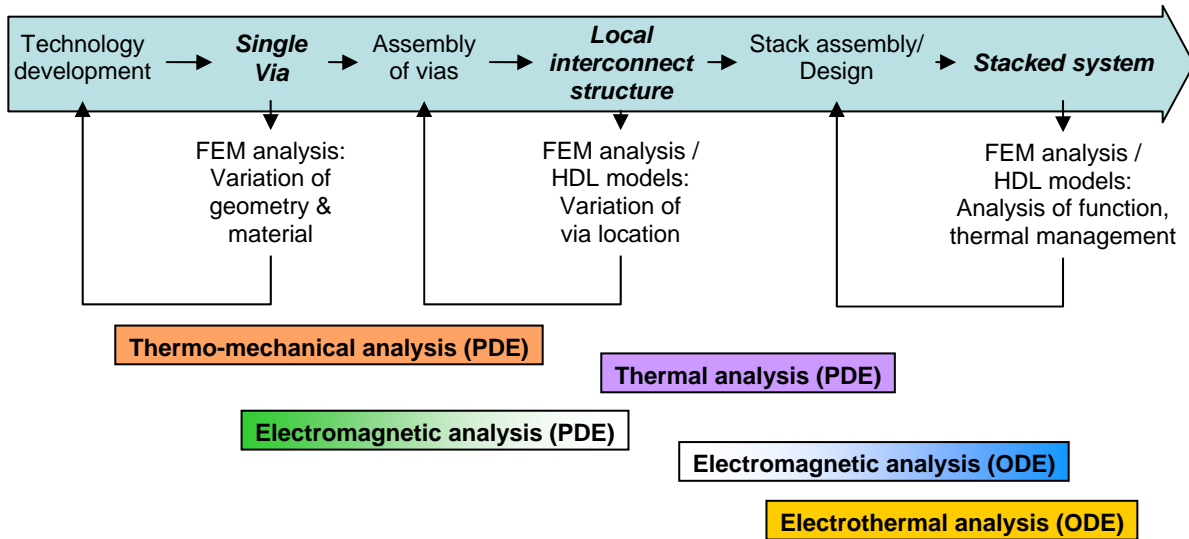 Technology
development
Single
Via
Assembly
of vias
Local
interconnect
structure
Stack assembly/
Design
Stacked system
FEM analysis:
Variation of
geometry &
material
FEM analysis /
HDL models:
Variation of
via location
FEM analysis /
HDL models:
Analysis of function,
thermal management
Thermo-mechanical analysis (PDE)
Thermal analysis (PDE)
Electromagnetic analysis (PDE)
Electromagnetic analysis (ODE)
Electrothermal analysis (ODE)